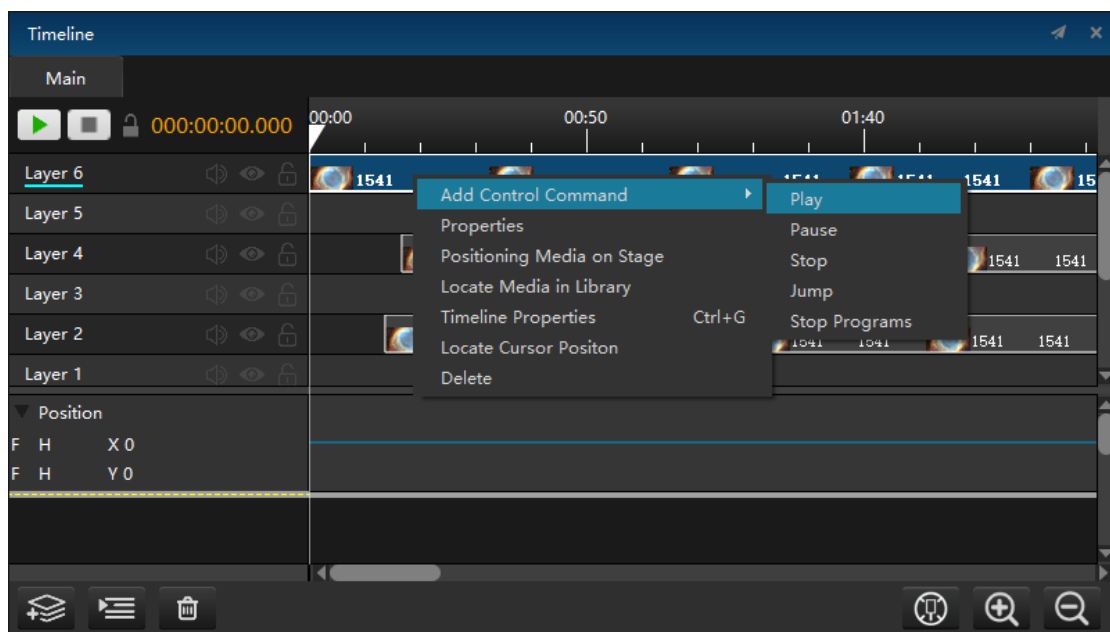 Timeline
Main
000:00:00.000
00:00 00:50 01:40
Layer 6 1541 1541 1541 1541 15
Add Control Command Play
Layer 5
Properties Pause
Layer 4 Positioning Media on Stage Stop 1541 1541
Layer 3 Locate Media in Library Jump
Timeline Properties Ctrl+G Stop Programs
Layer 2 1541 1541 1541 1541
Locate Cursor Positon
Layer 1 Delete
Position
F H X 0
F H Y 0